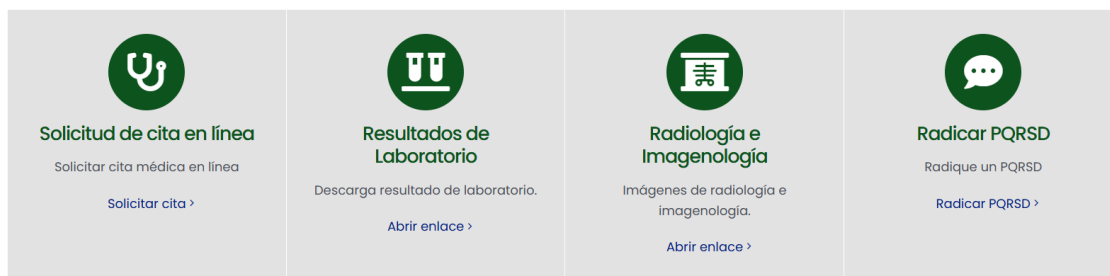 Solicitud de cita en línea
Solicitar cita médica en línea
Solicitar cita >
Resultados de
Laboratorio
Descarga resultado de laboratorio.
Abrir enlace >
Radiología e
Imagenología
Imágenes de radiología e
imagenología.
Abrir enlace >
Radicar PQRSD
Radique un PQRSD
Radicar PQRSD >